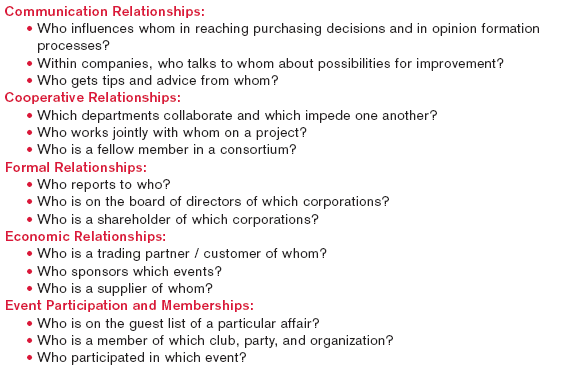 Communication Relationships:
• Who influences whom in reaching purchasing decisions and in opinion formation
processes?
• Within companies, who talks to whom about possibilities for improvement?
• Who gets tips and advice from whom?
Cooperative Relationships:
• Which departments collaborate and which impede one another?
• Who works jointly with whom on a project?
• Who is a fellow member in a consortium?
Formal Relationships:
• Who reports to who?
• Who is on the board of directors of which corporations?
• Who is a shareholder of which corporations?
Economic Relationships:
• Who is a trading partner / customer of whom?
• Who sponsors which events?
• Who is a supplier of whom?
Event Participation and Memberships:
• Who is on the guest list of a particular affair?
• Who is a member of which club, party, and organization?
• Who participated in which event?